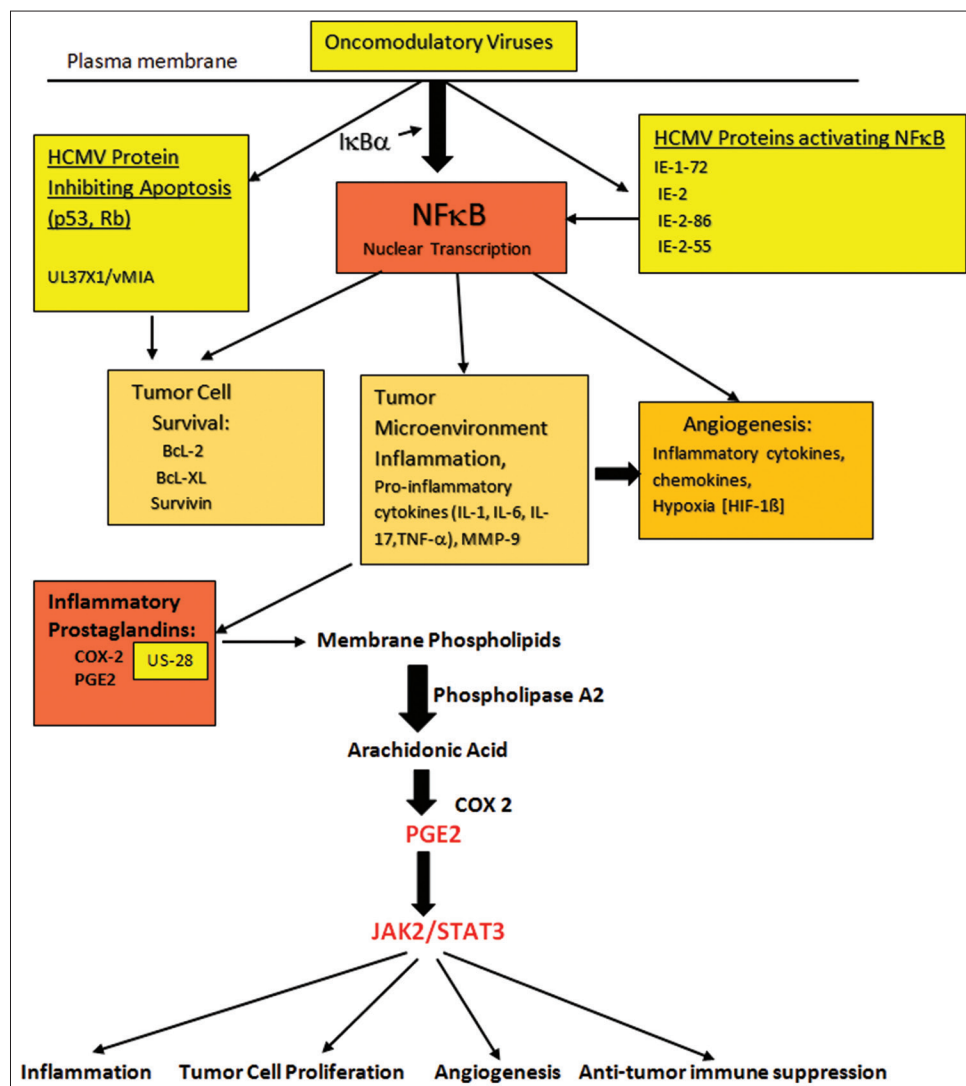 Oncomodulatory Viruses
Plasma membrane
IκBα
HCMV Protein
Inhibiting Apoptosis
(p53, Rb)
UL37X1/vMIA
HCMV Proteins activating NFκB
IE-1-72
IE-2
IE-2-86
IE-2-55
NFκB
Nuclear Transcription
Tumor Cell
Survival:
BcL-2
BcL-XL
Survivin
Tumor
Microenvironment
Inflammation,
Pro-inflammatory
cytokines (IL-1, IL-6, IL-
17,TNF-α), MMP-9
Angiogenesis:
Inflammatory cytokines,
chemokines,
Hypoxia [HIF-1ß]
Inflammatory
Prostaglandins:
COX-2
PGE2
US-28
Membrane Phospholipids
Phospholipase A2
Arachidonic Acid
COX 2
PGE2
JAK2/STAT3
Inflammation
Tumor Cell Proliferation
Angiogenesis
Anti-tumor immune suppression